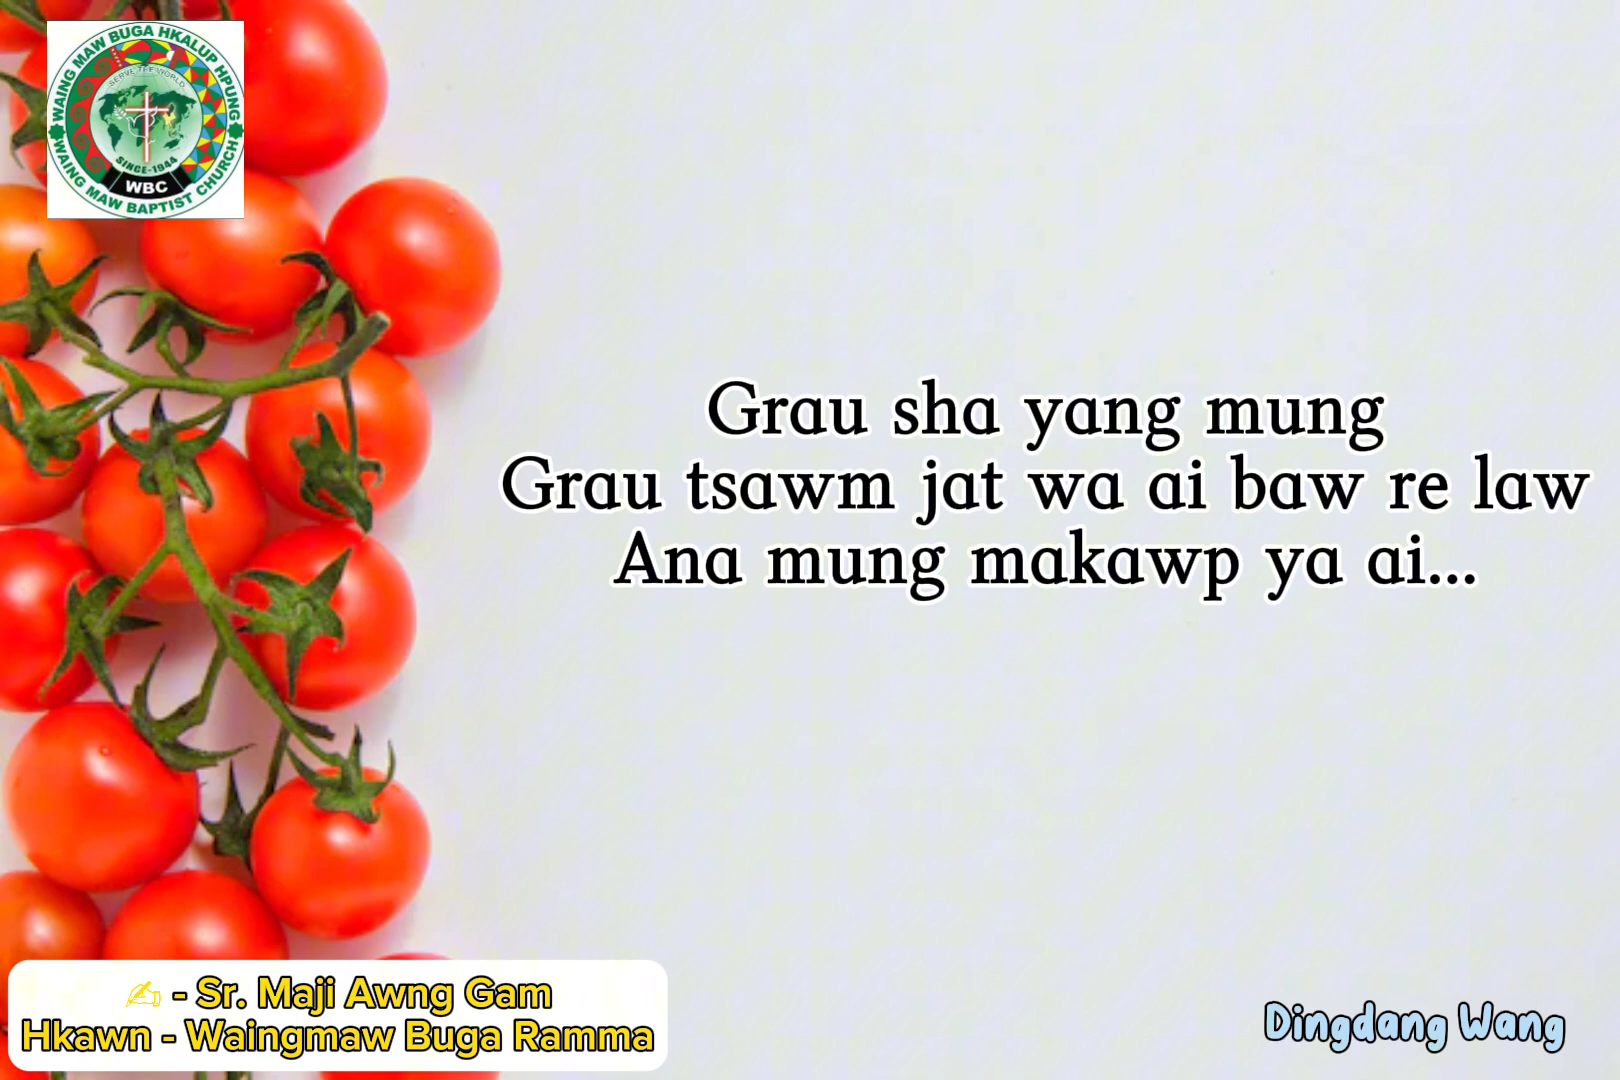 WAING MAW BUGA HKALUP HPUNG
SERVE THE WORLD
SINCE-1944
WBC
WAING MAW BAPTIST CHURCH
Grau sha yang mung
Grau tsawm jat wa ai baw re law
Ana mung makawp ya ai...
✍ - Sr. Maji Awng Gam
Hkawn - Waingmaw Buga Ramma
Dingdang Wang